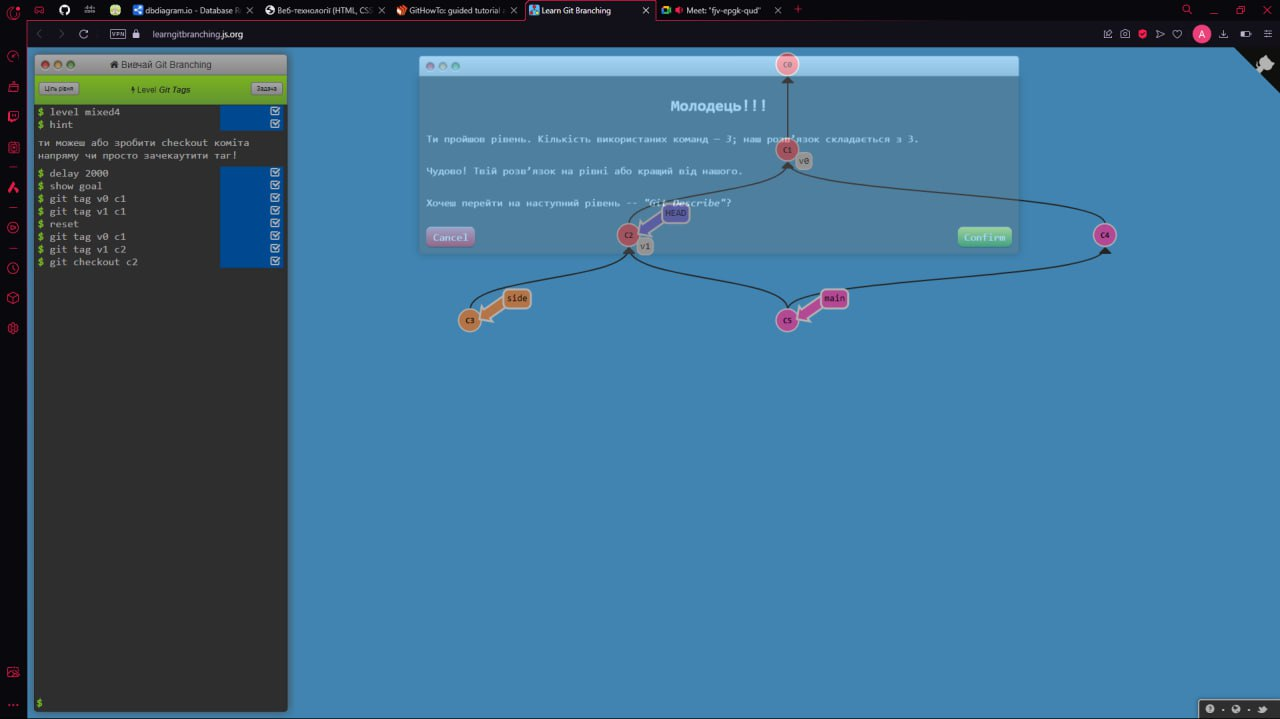 dbdiagram.io - Database R
Веб-технології (HTML, CSS
GitHowTo: guided tutorial
Learn Git Branching
Meet: "fjv-epgk-qud"
VPN
learngitbranching.js.org
A
Вивчай Git Branching
Ціль рівня
Level Git Tags
Задача
$ level mixed4
$ hint
ти можеш або зробити checkout коміта
напряму чи просто зачекаутити таг!
$ delay 2000
$ show goal
$ git tag v0 c1
$ git tag v1 c1
$ reset
$ git tag v0 c1
$ git tag v1 c2
$ git checkout c2
$
Молодець!!!
Ти пройшов рівень. Кількість використаних команд — 3; наш розв’язок складається з 3.
Чудово! Твій розв’язок на рівні або кращий від нашого.
Хочеш перейти на наступний рівень -- "Git Describe"?
Cancel
Confirm
C0
C1
v0
HEAD
C2
v1
C4
side
main
C3
C5